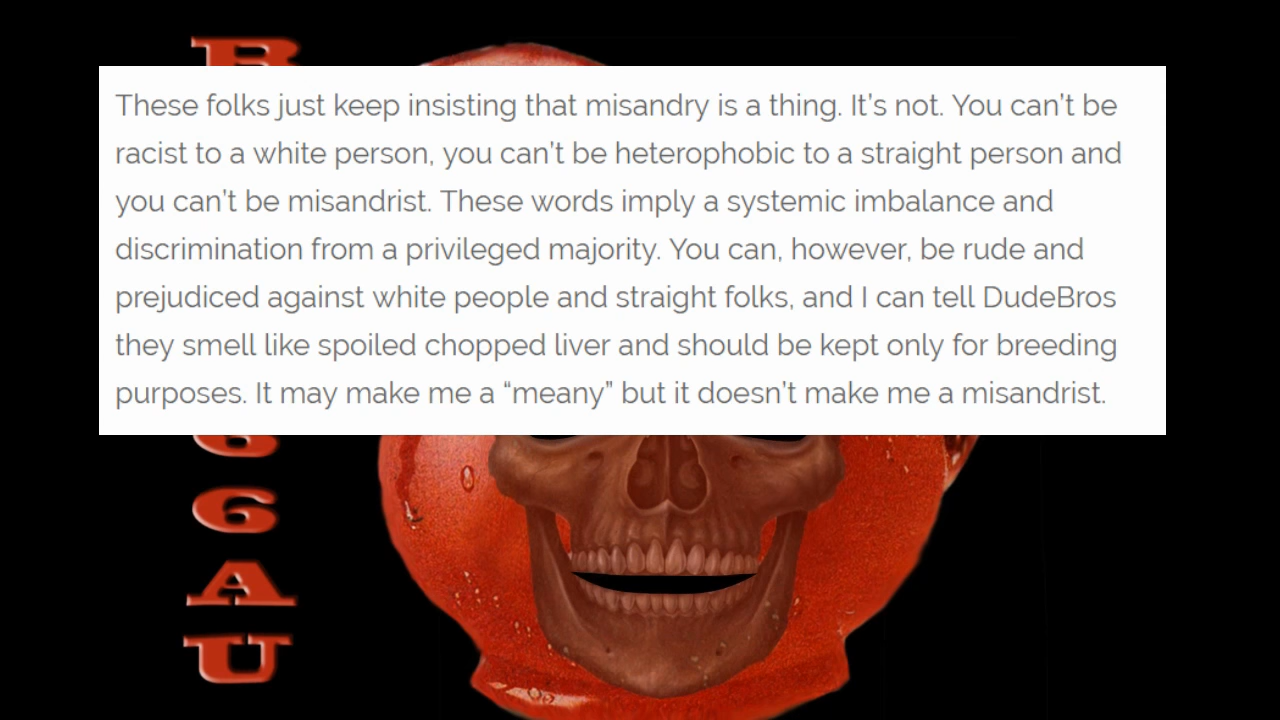 These folks just keep insisting that misandry is a thing. It's not. You can't be
racist to a white person, you can't be heterophobic to a straight person and
you can't be misandrist. These words imply a systemic imbalance and
discrimination from a privileged majority. You can, however, be rude and
prejudiced against white people and straight folks, and I can tell DudeBros
they smell like spoiled chopped liver and should be kept only for breeding
purposes. It may make me a “meany” but it doesn't make me a misandrist.
6
A
U